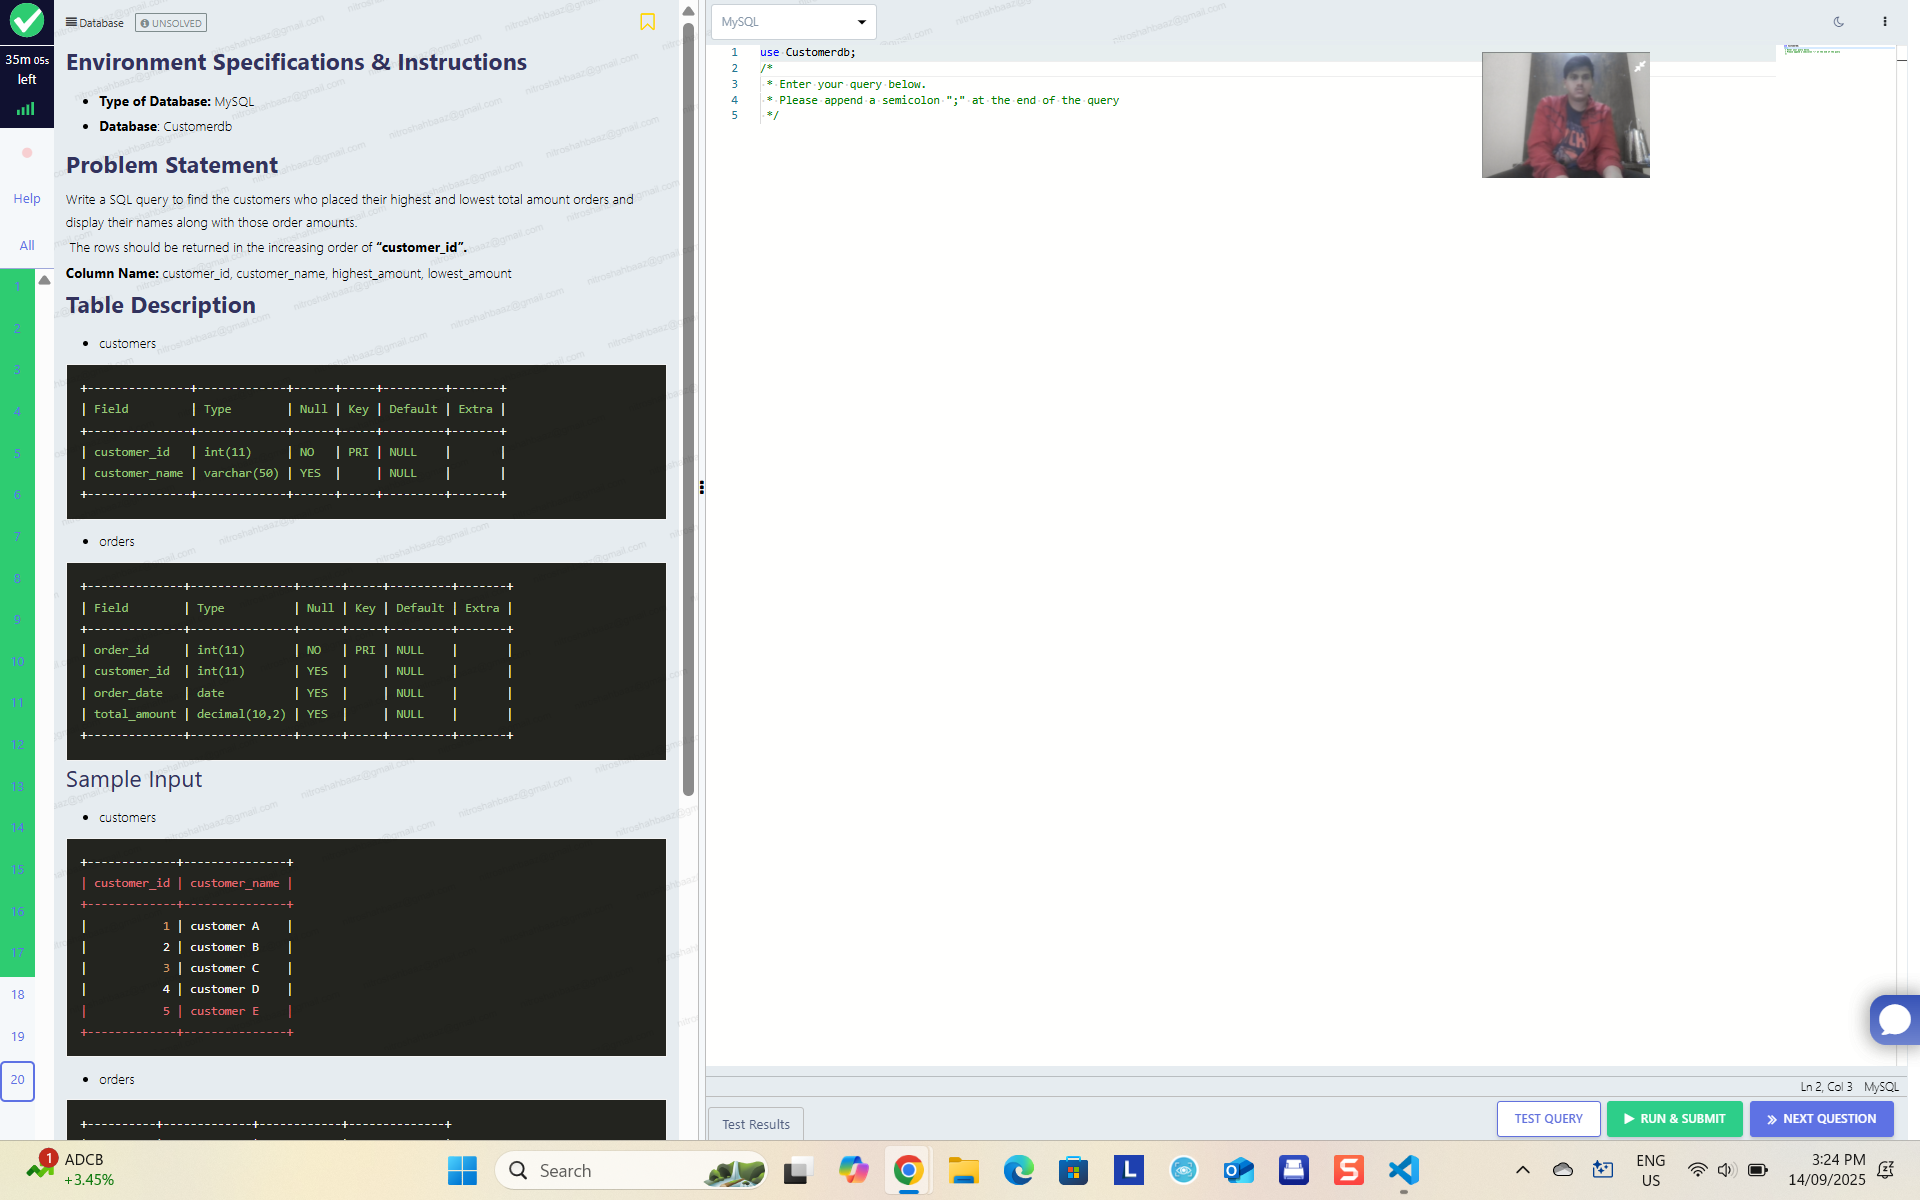 Database
UNSOLVED
35m 05s
left
Help
All
1
2
3
4
5
6
7
8
9
10
11
12
13
14
15
16
17
18
19
20
Environment Specifications & Instructions
Type of Database: MySQL
Database: Customerdb
Problem Statement
Write a SQL query to find the customers who placed their highest and lowest total amount orders and
display their names along with those order amounts.
The rows should be returned in the increasing order of “customer_id”.
Column Name: customer_id, customer_name, highest_amount, lowest_amount
Table Description
customers
+---------------+-------------+------+-----+---------+-------+
| Field | Type | Null | Key | Default | Extra |
+---------------+-------------+------+-----+---------+-------+
| customer_id | int(11) | NO | PRI | NULL | |
| customer_name | varchar(50) | YES | | NULL | |
+---------------+-------------+------+-----+---------+-------+
orders
+--------------+---------------+------+-----+---------+-------+
| Field | Type | Null | Key | Default | Extra |
+--------------+---------------+------+-----+---------+-------+
| order_id | int(11) | NO | PRI | NULL | |
| customer_id | int(11) | YES | | NULL | |
| order_date | date | YES | | NULL | |
| total_amount | decimal(10,2) | YES | | NULL | |
+--------------+---------------+------+-----+---------+-------+
Sample Input
customers
+-------------+---------------+
| customer_id | customer_name |
+-------------+---------------+
| 1 | customer A |
| 2 | customer B |
| 3 | customer C |
| 4 | customer D |
| 5 | customer E |
+-------------+---------------+
orders
+----------+-------------+------------+--------------+
nitroshahbaaz@gmail.com
MySQL
1 use Customerdb;
2 /*
3 * Enter your query below.
4 * Please append a semicolon ";" at the end of the query
5 */
Ln 2, Col 3 MySQL
Test Results
TEST QUERY
RUN & SUBMIT
NEXT QUESTION
1
ADCB
+3.45%
Search
L
S
ENG
US
3:24 PM
14/09/2025